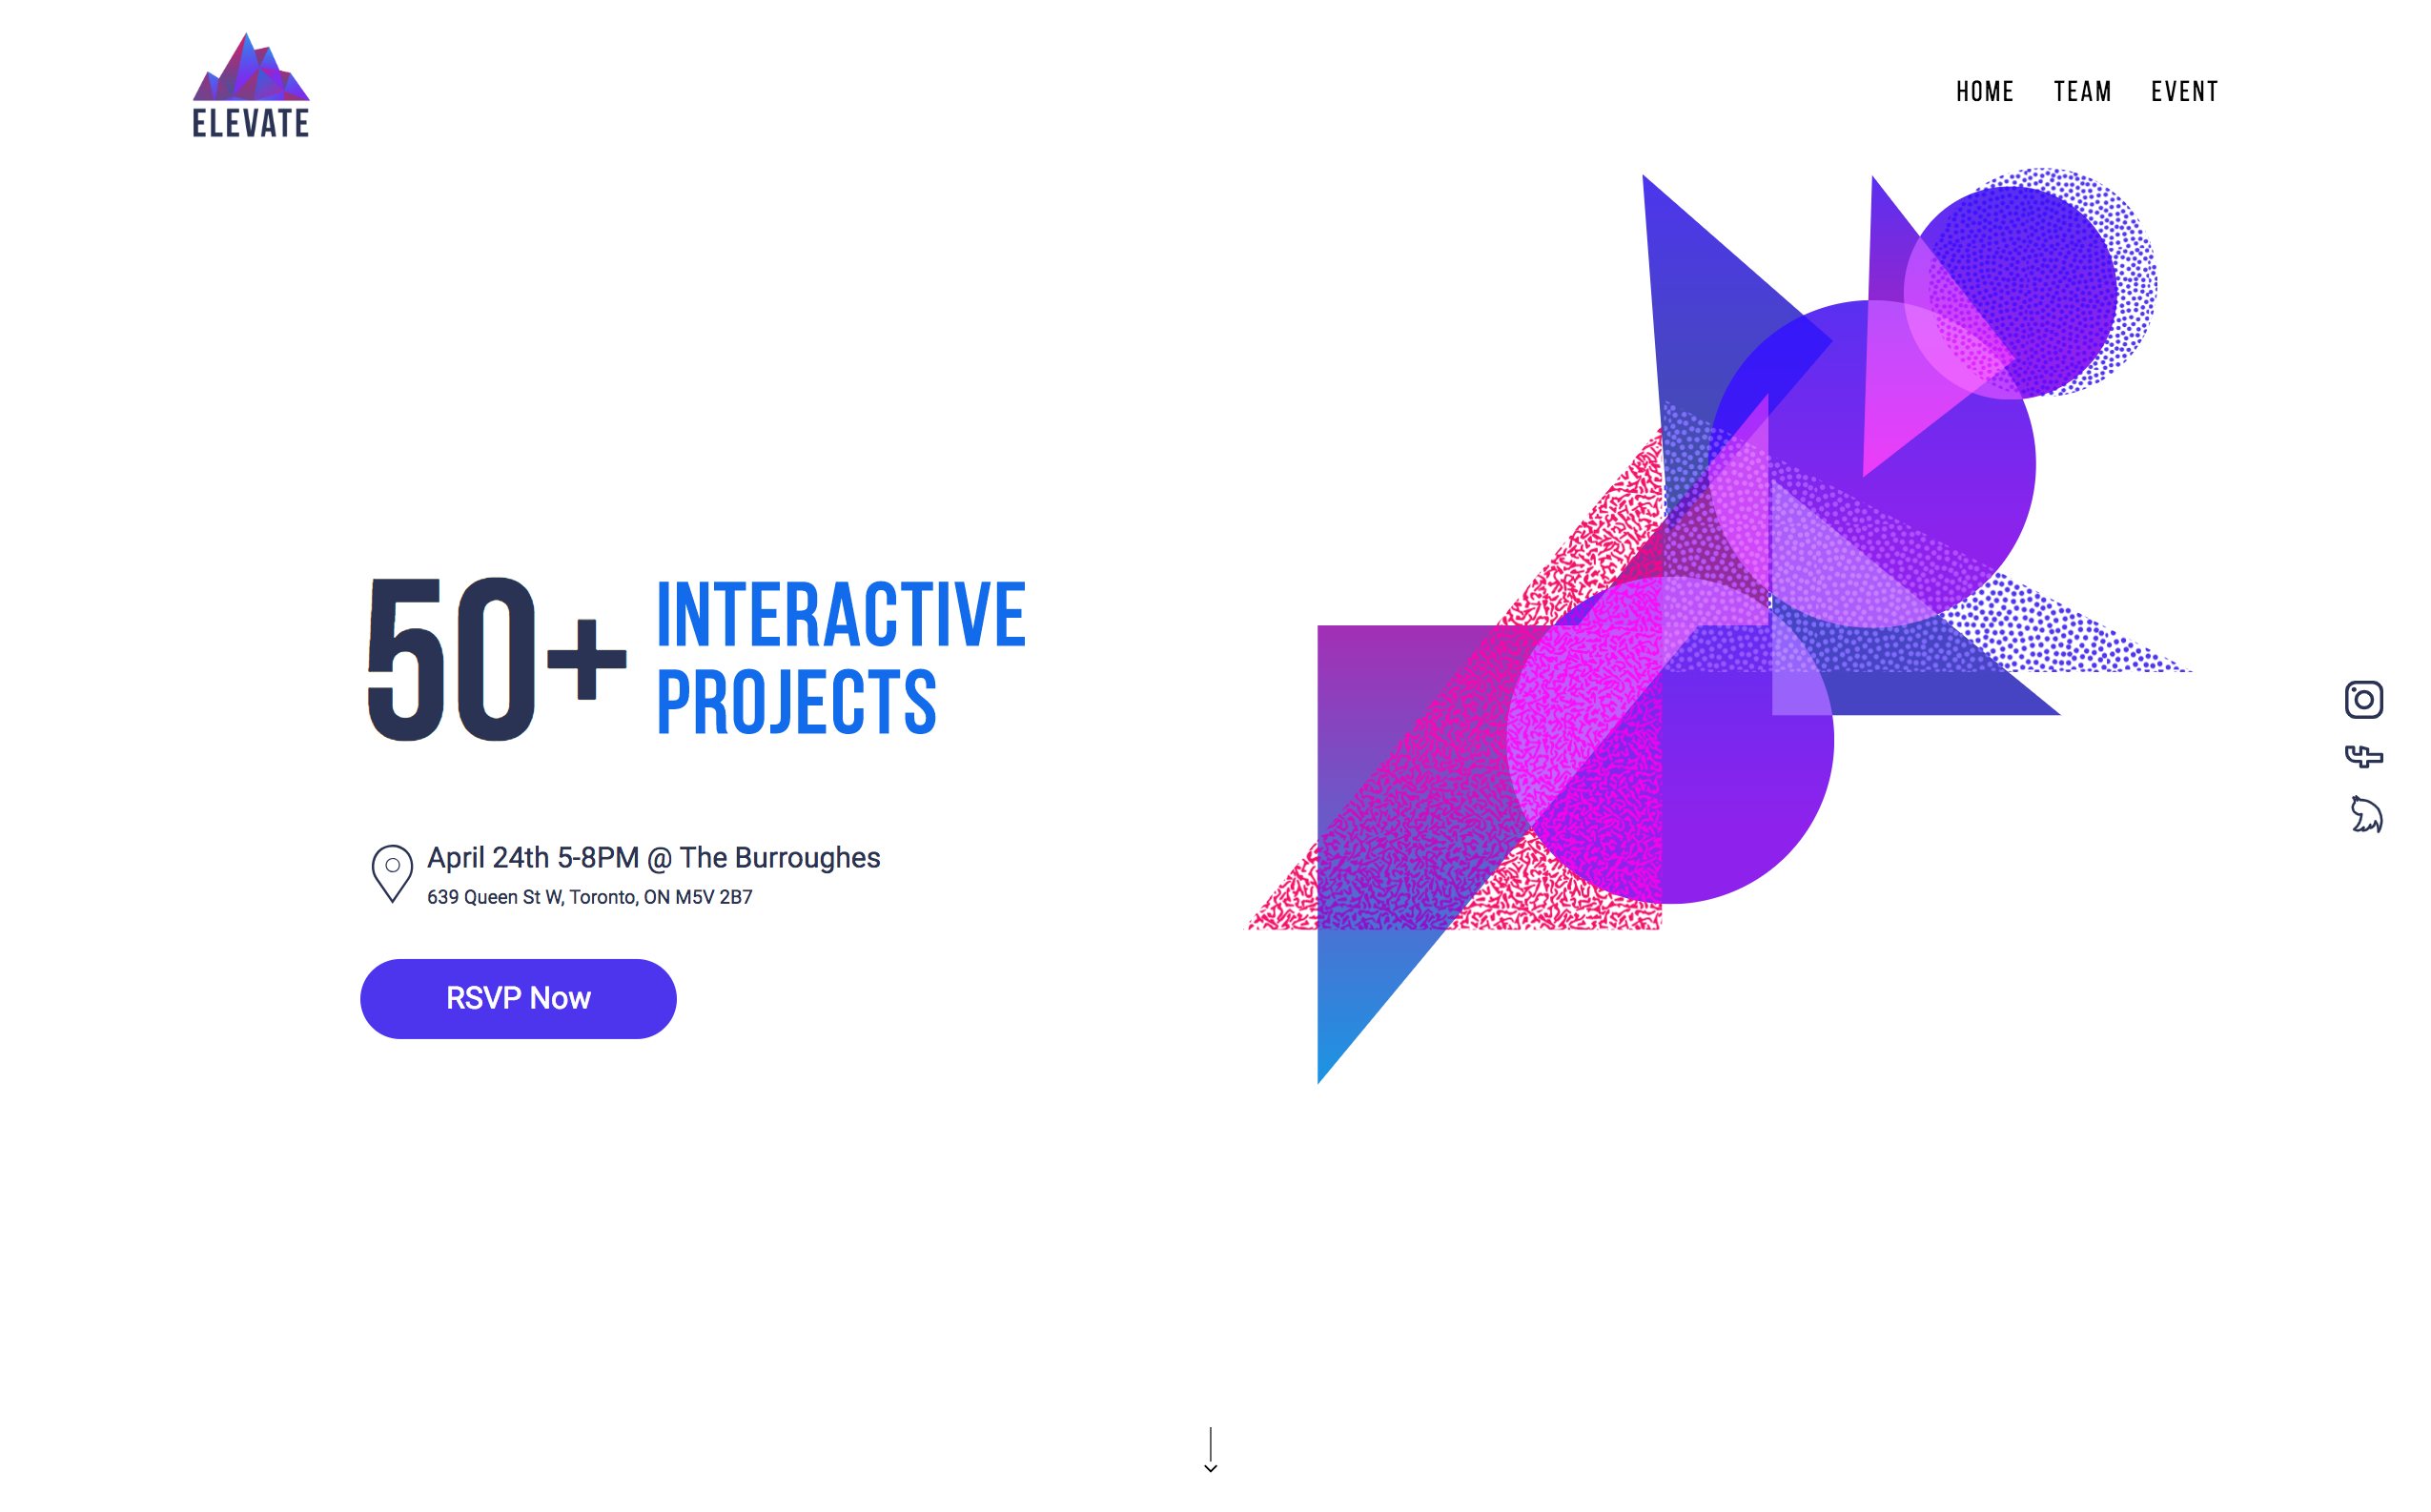 ELEVATE
HOME TEAM EVENT
50+ INTERACTIVE
PROJECTS
April 24th 5-8PM @ The Burroughes
639 Queen St W, Toronto, ON M5V 2B7
RSVP Now